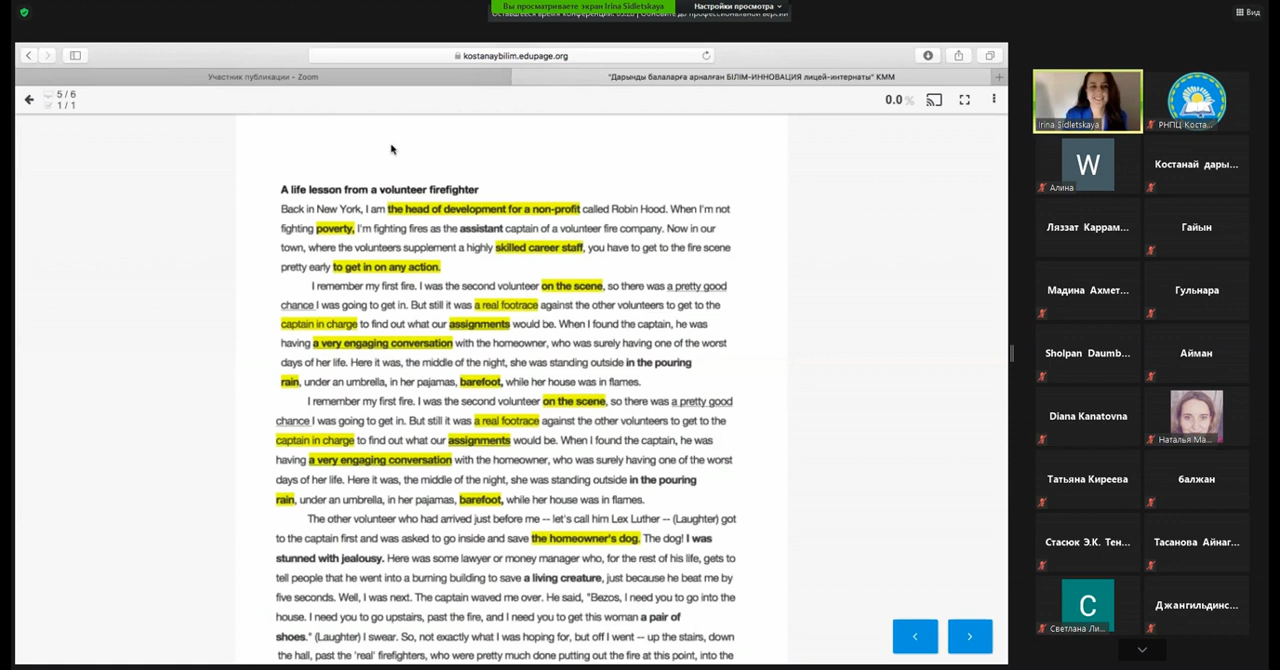 Вы просматриваете экран Irina Sidletskaya
Настройки просмотра
Вид
kostanaybilim.edupage.org
Участник публикации - Zoom
"Дарынды балаларға арналған БІЛІМ-ИННОВАЦИЯ лицей-интернаты" КММ
5 / 6
1 / 1
0.0 %
A life lesson from a volunteer firefighter
Back in New York, I am the head of development for a non-profit called Robin Hood. When I'm not
fighting poverty, I'm fighting fires as the assistant captain of a volunteer fire company. Now in our
town, where the volunteers supplement a highly skilled career staff, you have to get to the fire scene
pretty early to get in on any action.
I remember my first fire. I was the second volunteer on the scene, so there was a pretty good
chance I was going to get in. But still it was a real footrace against the other volunteers to get to the
captain in charge to find out what our assignments would be. When I found the captain, he was
having a very engaging conversation with the homeowner, who was surely having one of the worst
days of her life. Here it was, the middle of the night, she was standing outside in the pouring
rain, under an umbrella, in her pajamas, barefoot, while her house was in flames.
I remember my first fire. I was the second volunteer on the scene, so there was a pretty good
chance I was going to get in. But still it was a real footrace against the other volunteers to get to the
captain in charge to find out what our assignments would be. When I found the captain, he was
having a very engaging conversation with the homeowner, who was surely having one of the worst
days of her life. Here it was, the middle of the night, she was standing outside in the pouring
rain, under an umbrella, in her pajamas, barefoot, while her house was in flames.
The other volunteer who had arrived just before me -- let's call him Lex Luther -- (Laughter) got
to the captain first and was asked to go inside and save the homeowner's dog. The dog! I was
stunned with jealousy. Here was some lawyer or money manager who, for the rest of his life, gets to
tell people that he went into a burning building to save a living creature, just because he beat me by
five seconds. Well, I was next. The captain waved me over. He said, "Bezos, I need you to go into the
house. I need you to go upstairs, past the fire, and I need you to get this woman a pair of
shoes." (Laughter) I swear. So, not exactly what I was hoping for, but off I went -- up the stairs, down
the hall, past the 'real' firefighters, who were pretty much done putting out the fire at this point, into the
Irina Sidletskaya
РНПЦ Коста...
W
Алина
Костанай дары...
Ляззат Каррам...
Гайын
Мадина Ахмет...
Гульнара
Sholpan Daumb...
Айман
Diana Kanatovna
Наталья Ма...
Татьяна Киреева
балжан
Стасюк Э.К. Тен...
Тасанова Айнаг...
C
Светлана Ли...
Джангильдинс...